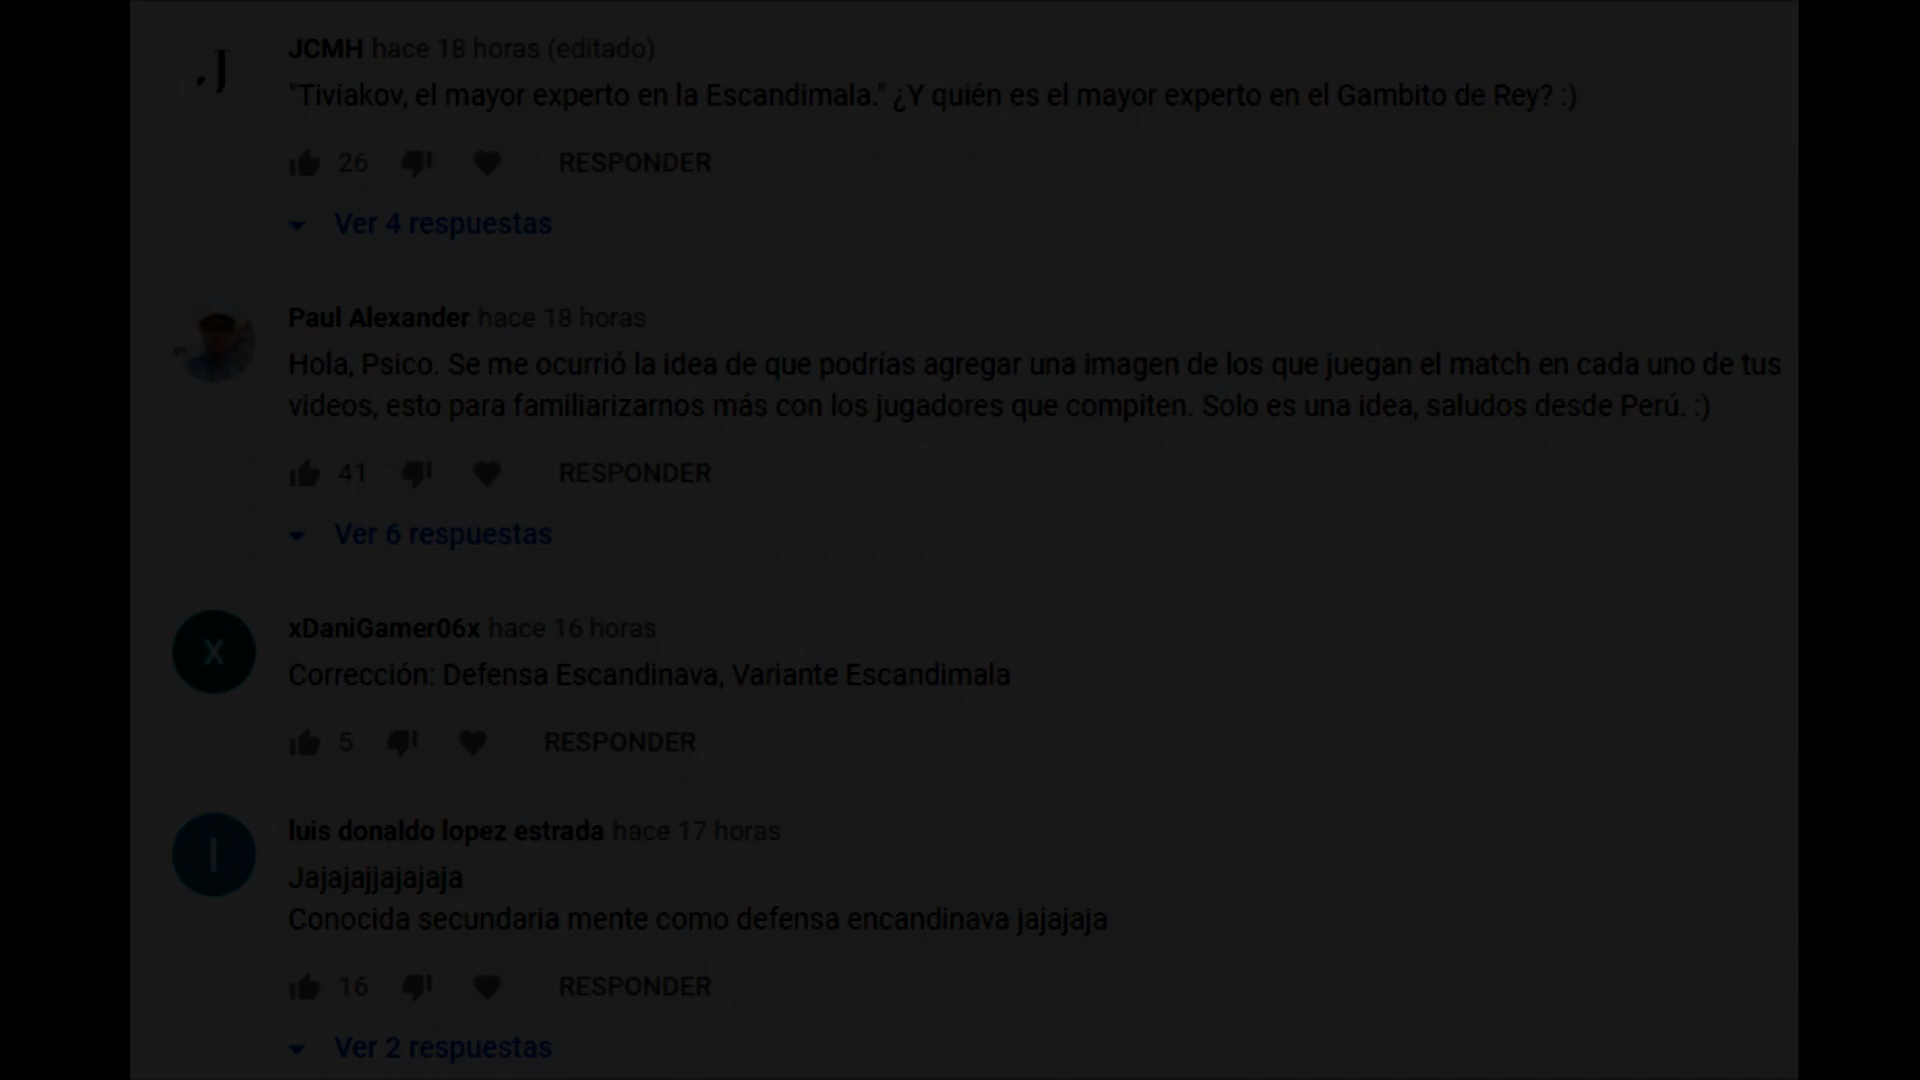 JCMH hace 18 horas (editado)
"Tiviakov, el mayor experto en la Escandimala." ¿Y quién es el mayor experto en el Gambito de Rey? :)
26 RESPONDER
Ver 4 respuestas
Paul Alexander hace 18 horas
Hola, Psico. Se me ocurrió la idea de que podrías agregar una imagen de los que juegan el match en cada uno de tus
videos, esto para familiarizarnos más con los jugadores que compiten. Solo es una idea, saludos desde Perú. :)
41 RESPONDER
Ver 6 respuestas
X
xDaniGamer06x hace 16 horas
Corrección: Defensa Escandinava, Variante Escandimala
5 RESPONDER
l
luis donaldo lopez estrada hace 17 horas
Jajajajjajajaja
Conocida secundaria mente como defensa encandinava jajajaja
16 RESPONDER
Ver 2 respuestas